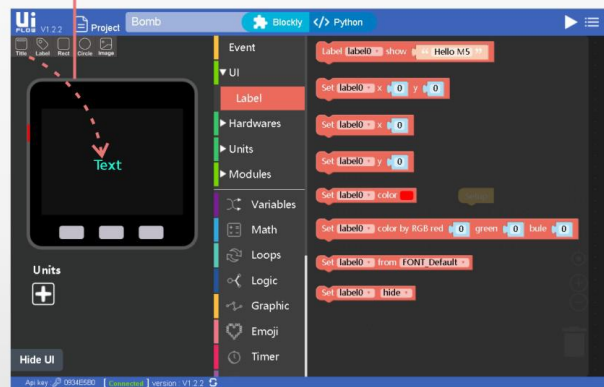 Ui FLOW V1.2.2 Project Bomb Blockly </> Python
Title Label Rect Circle Image
Text
Units
Hide UI
Event
UI
Label
Hardwares
Units
Modules
Variables
Math
Loops
Logic
Graphic
Emoji
Timer
Label label0 show “ Hello M5 ”
Set label0 x 0 y 0
Set label0 x 0
Set label0 y 0
Set label0 color
Set label0 color by RGB red 0 green 0 bule 0
Set label0 from FONT_Default
Set label0 hide
Api key 0934E5B0 [ Connected ] version : V1.2.2